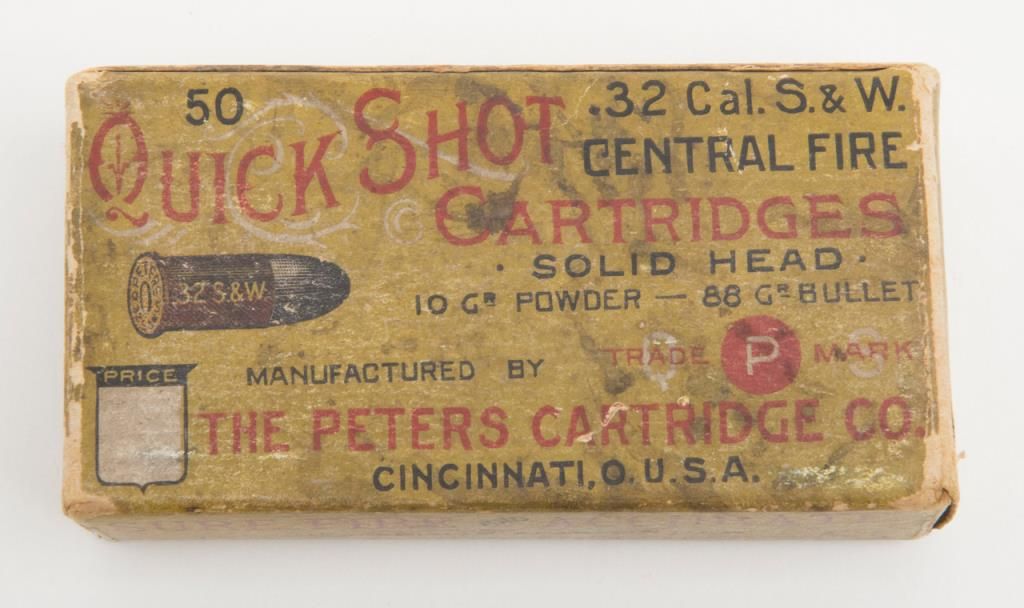 50
QUICK SHOT
.32 Cal. S. & W.
CENTRAL FIRE
CARTRIDGES
· SOLID HEAD ·
10 GR POWDER — 88 GR BULLET
PETERS
.32 S.&W.
MANUFACTURED BY
TRADE P MARK
Q S
PRICE
THE PETERS CARTRIDGE CO.
CINCINNATI, O. U.S.A.